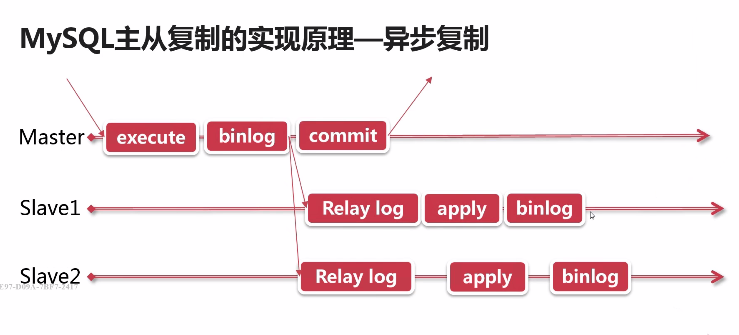 MySQL主从复制的实现原理—异步复制
Master execute binlog commit
Slave1 Relay log apply binlog
Slave2 Relay log apply binlog